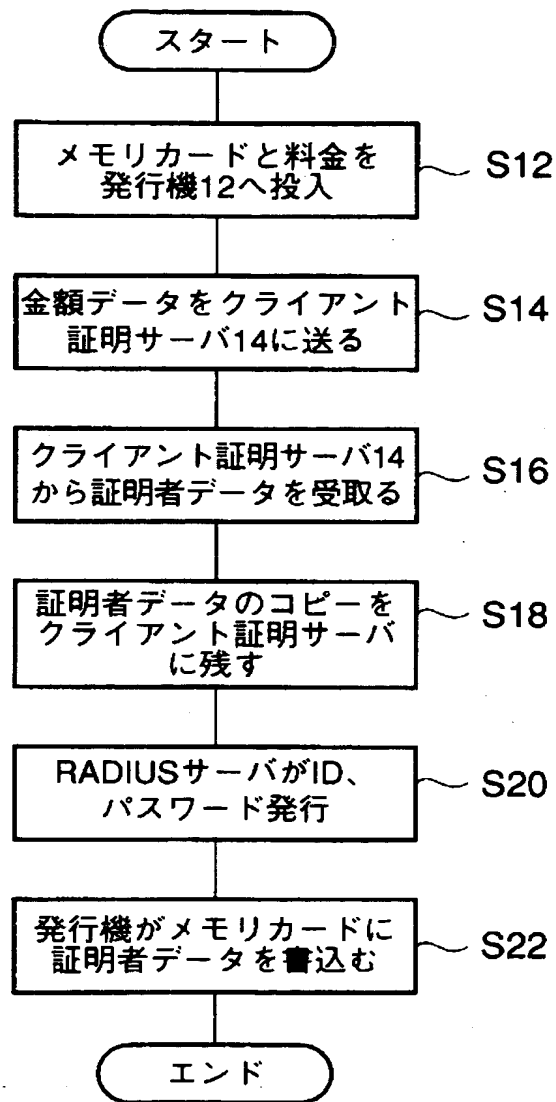 スタート
メモリカードと料金を
発行機12へ投入
S12
金額データをクライアント
証明サーバ14に送る
S14
クライアント証明サーバ14
から証明者データを受取る
S16
証明者データのコピーを
クライアント証明サーバ
に残す
S18
RADIUSサーバがID、
パスワード発行
S20
発行機がメモリカードに
証明者データを書込む
S22
エンド